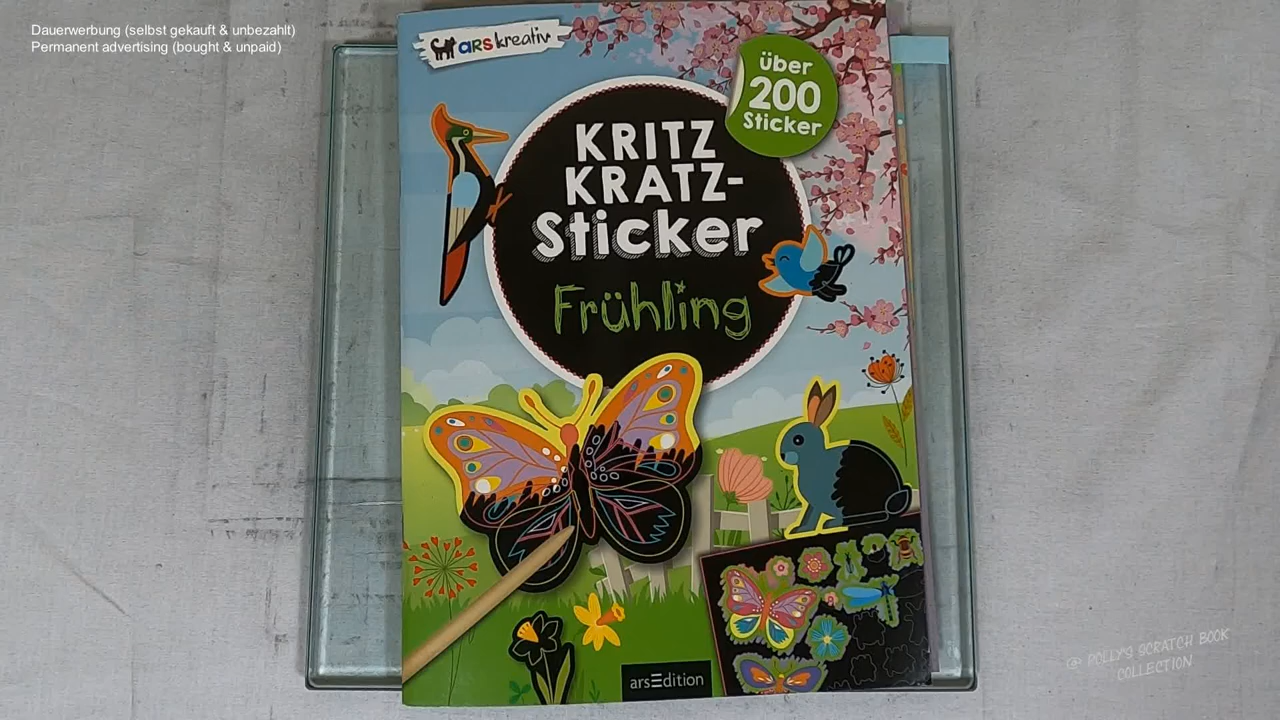 Dauerwerbung (selbst gekauft & unbezahlt)
Permanent advertising (bought & unpaid)
arskreativ
über
200
Sticker
KRITZ
KRATZ-
Sticker
Frühling
arsEdition
@ POLLY'S SCRATCH BOOK
COLLECTION